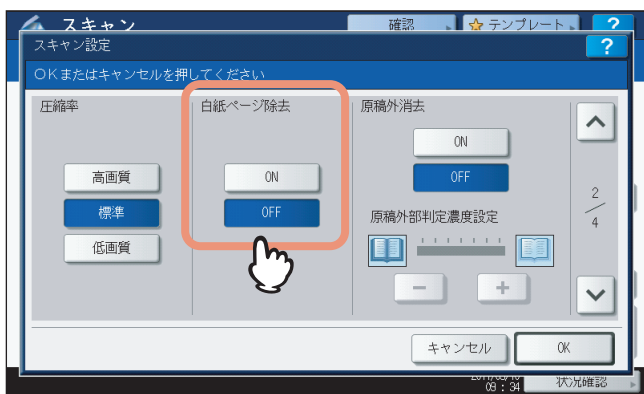 スキャン
確認
テンプレート
?
スキャン設定
?
OKまたはキャンセルを押してください
圧縮率
白紙ページ除去
原稿外消去
高画質
標準
低画質
ON
OFF
ON
OFF
原稿外部判定濃度設定
2
4
キャンセル
OK
09:34
状況確認